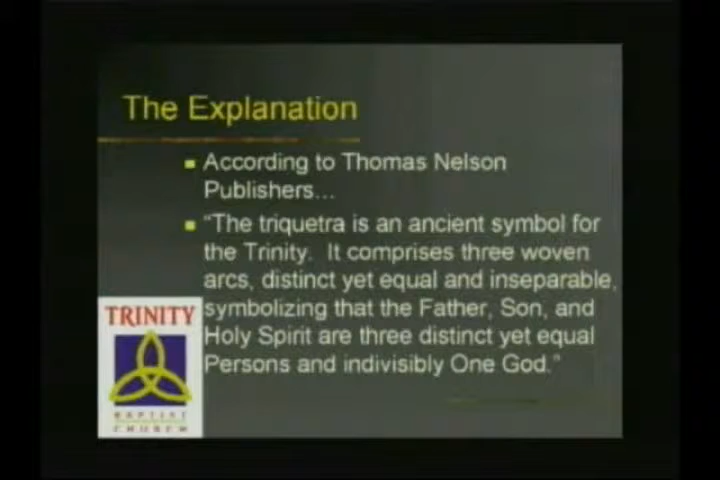 The Explanation
According to Thomas Nelson
Publishers...
"The triquetra is an ancient symbol for
the Trinity. It comprises three woven
arcs, distinct yet equal and inseparable,
symbolizing that the Father, Son, and
Holy Spirit are three distinct yet equal
Persons and indivisibly One God."
TRINITY
BAPTIST
CHURCH